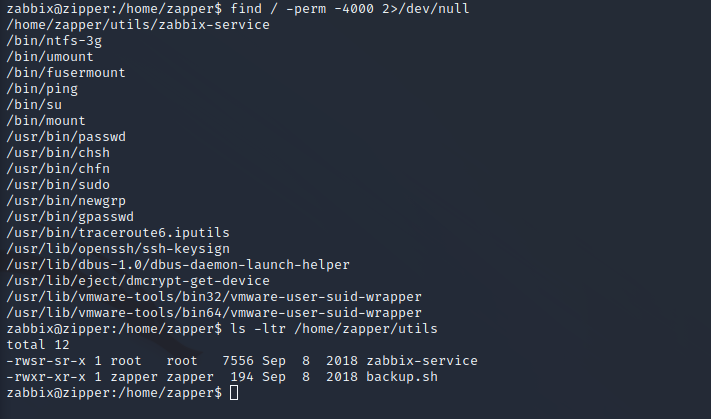 zabbix@zipper:/home/zapper$ find / -perm -4000 2>/dev/null
/home/zapper/utils/zabbix-service
/bin/ntfs-3g
/bin/umount
/bin/fusermount
/bin/ping
/bin/su
/bin/mount
/usr/bin/passwd
/usr/bin/chsh
/usr/bin/chfn
/usr/bin/sudo
/usr/bin/newgrp
/usr/bin/gpasswd
/usr/bin/traceroute6.iputils
/usr/lib/openssh/ssh-keysign
/usr/lib/dbus-1.0/dbus-daemon-launch-helper
/usr/lib/eject/dmcrypt-get-device
/usr/lib/vmware-tools/bin32/vmware-user-suid-wrapper
/usr/lib/vmware-tools/bin64/vmware-user-suid-wrapper
zabbix@zipper:/home/zapper$ ls -ltr /home/zapper/utils
total 12
-rwsr-sr-x 1 root   root   7556 Sep  8  2018 zabbix-service
-rwxr-xr-x 1 zapper zapper  194 Sep  8  2018 backup.sh
zabbix@zipper:/home/zapper$